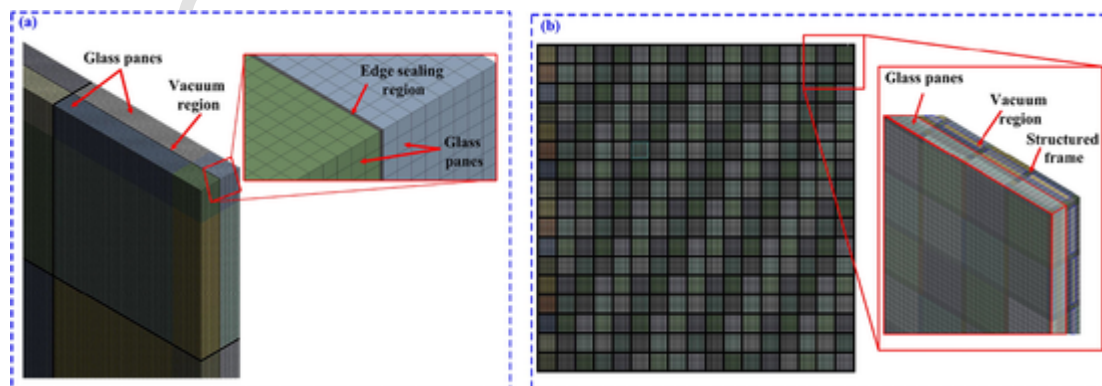 (a)
Glass panes
Vacuum
region
Edge sealing
region
Glass
panes
(b)
Glass panes
Vacuum
region
Structured
frame